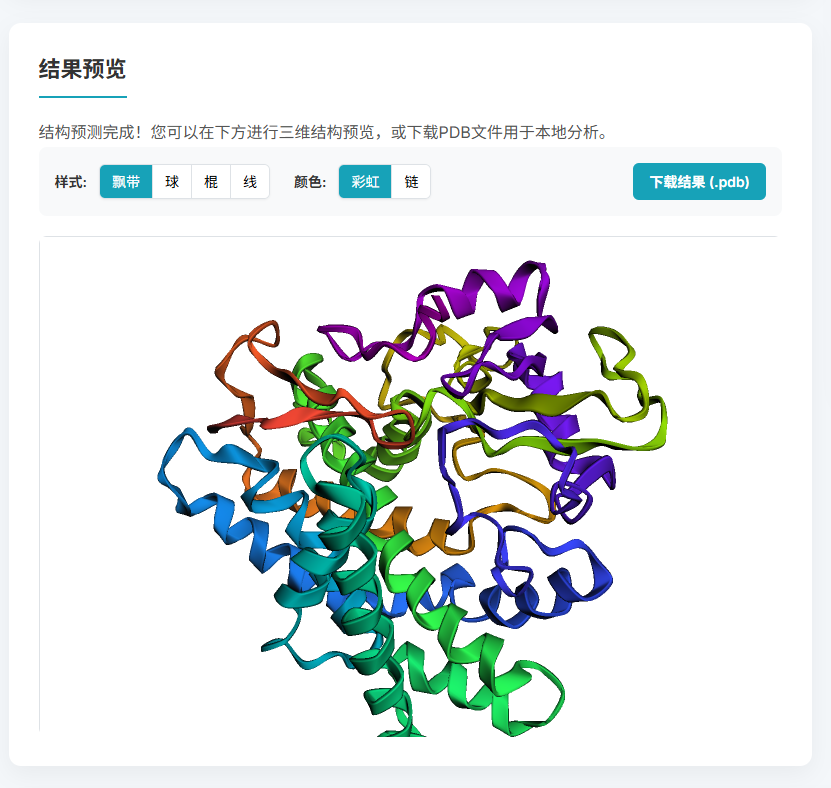 结果预览
结构预测完成！您可以在下方进行三维结构预览，或下载PDB文件用于本地分析。
样式: 飘带 球 棍 线 颜色: 彩虹 链 下载结果 (.pdb)